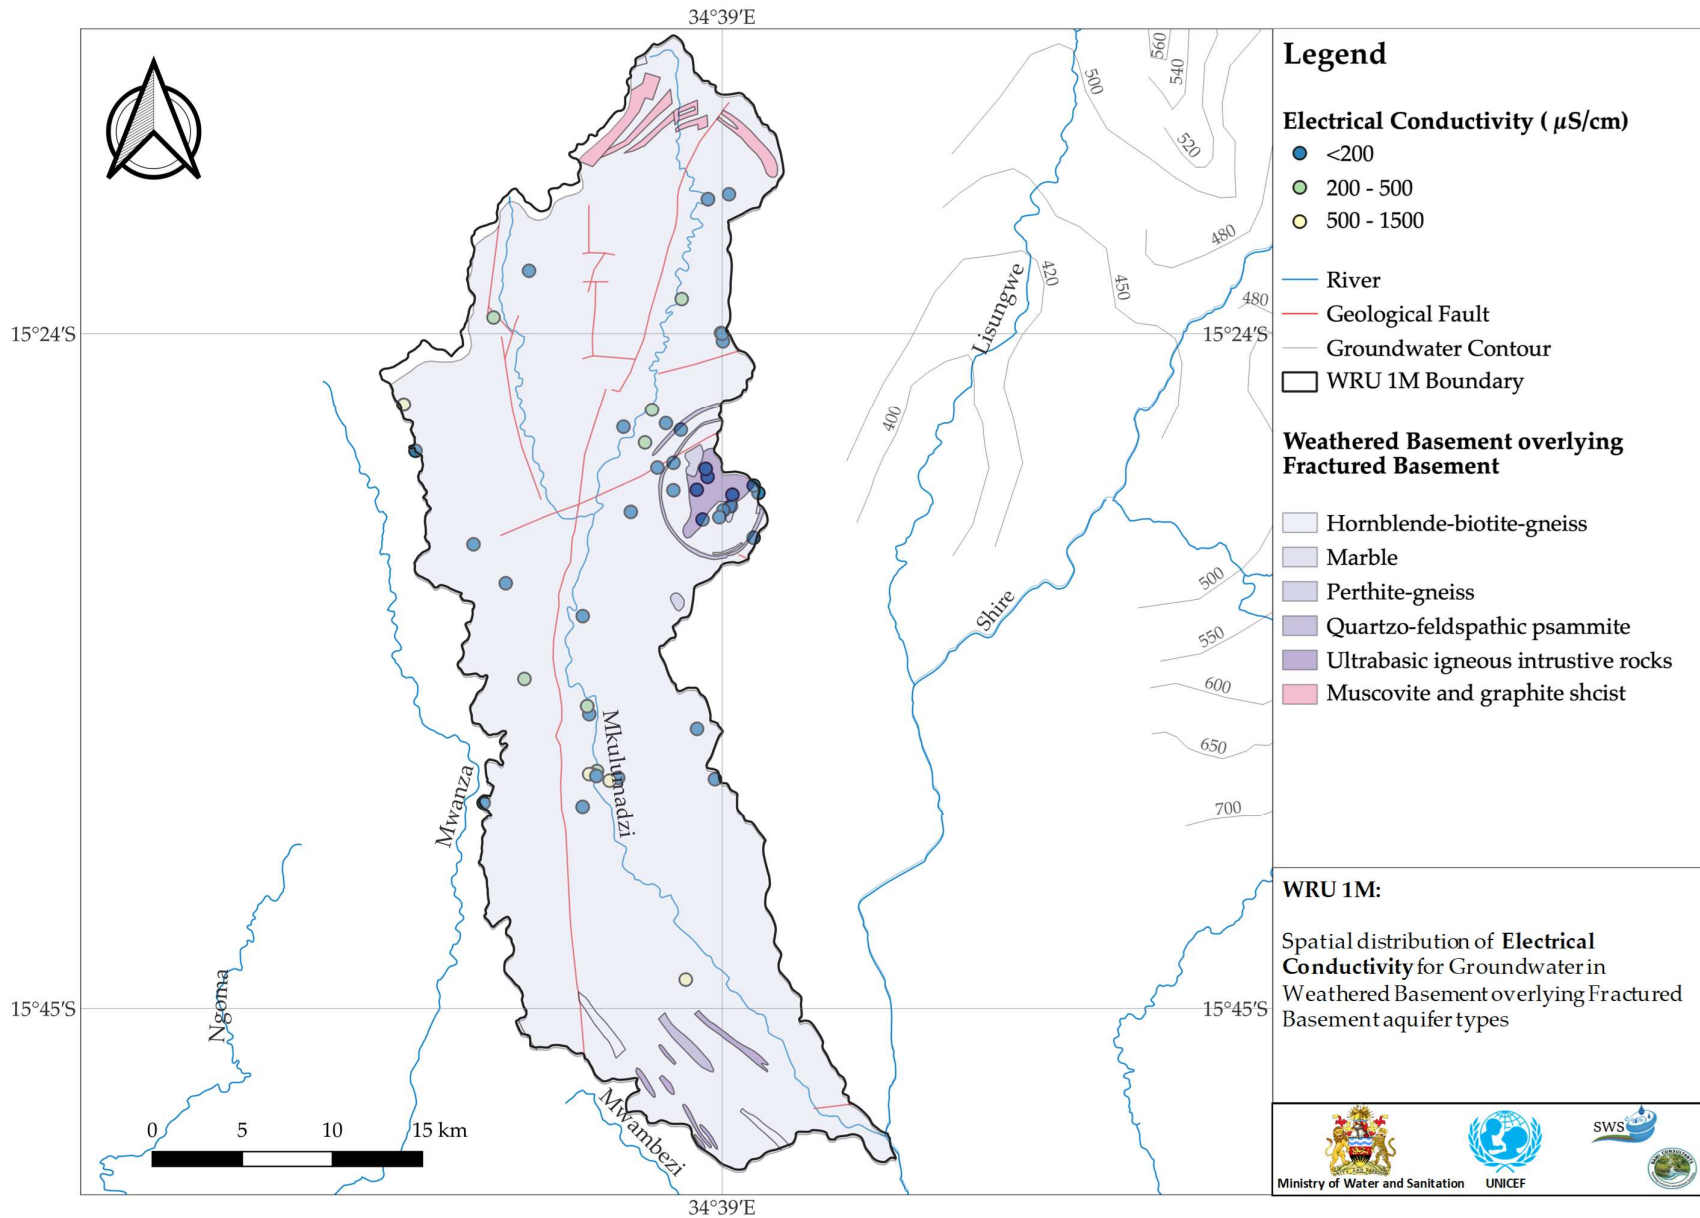 34°39′E
560
540
500
520
480
420
450
480
Lisungwe
15°24′S
15°24′S
400
Shire
500
550
600
650
700
Mkulumadzi
Mwanza
Ngoma
15°45′S
15°45′S
Mwambezi
0 5 10 15 km
34°39′E
Legend
Electrical Conductivity ( µS/cm)
<200
200 - 500
500 - 1500
River
Geological Fault
Groundwater Contour
WRU 1M Boundary
Weathered Basement overlying
Fractured Basement
Hornblende-biotite-gneiss
Marble
Perthite-gneiss
Quartzo-feldspathic psammite
Ultrabasic igneous intrustive rocks
Muscovite and graphite shcist
WRU 1M:
Spatial distribution of Electrical
Conductivity for Groundwater in
Weathered Basement overlying Fractured
Basement aquifer types
Ministry of Water and Sanitation
UNICEF
SWS